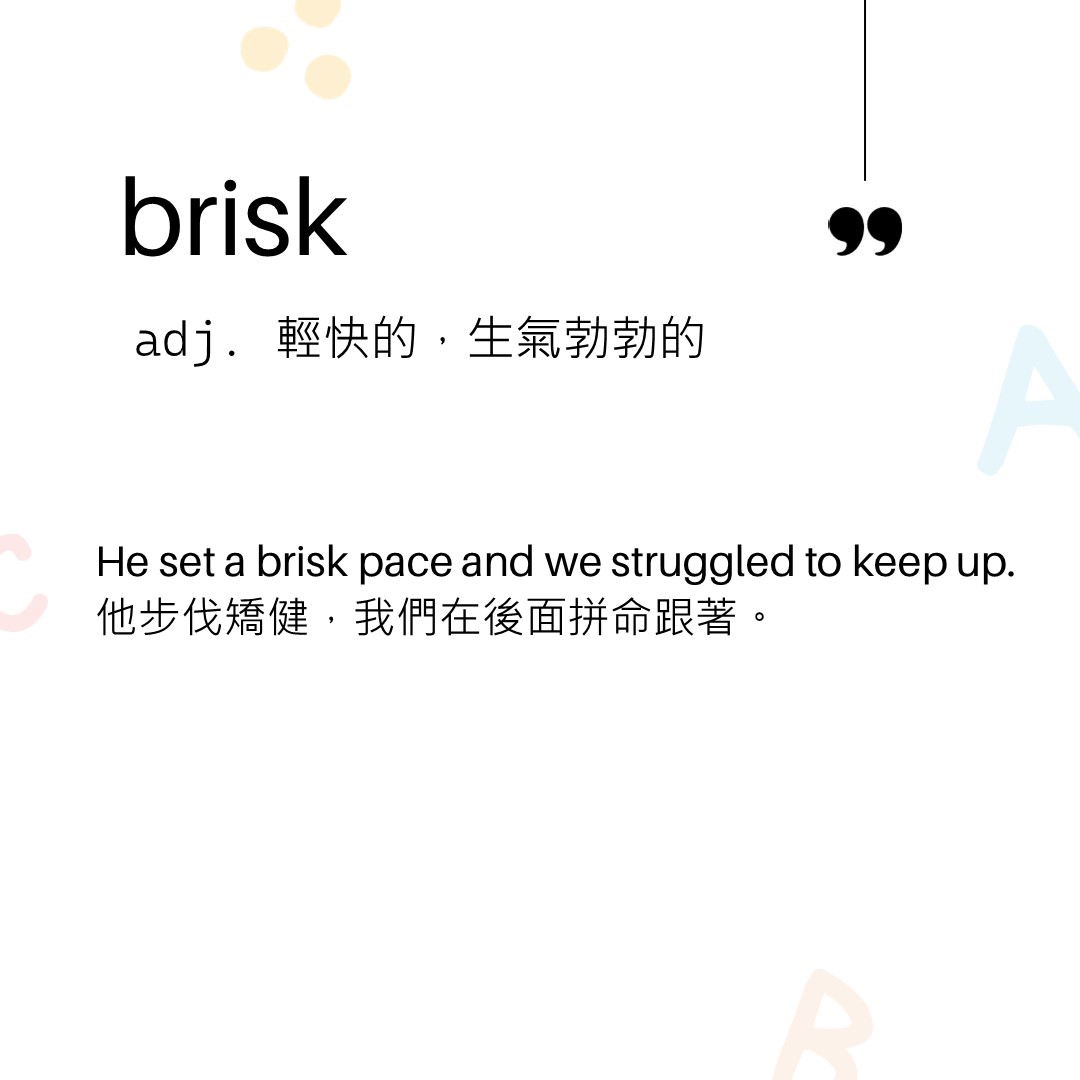 brisk
”
adj. 輕快的，生氣勃勃的
A
He set a brisk pace and we struggled to keep up.
C
他步伐矯健，我們在後面拼命跟著。
B